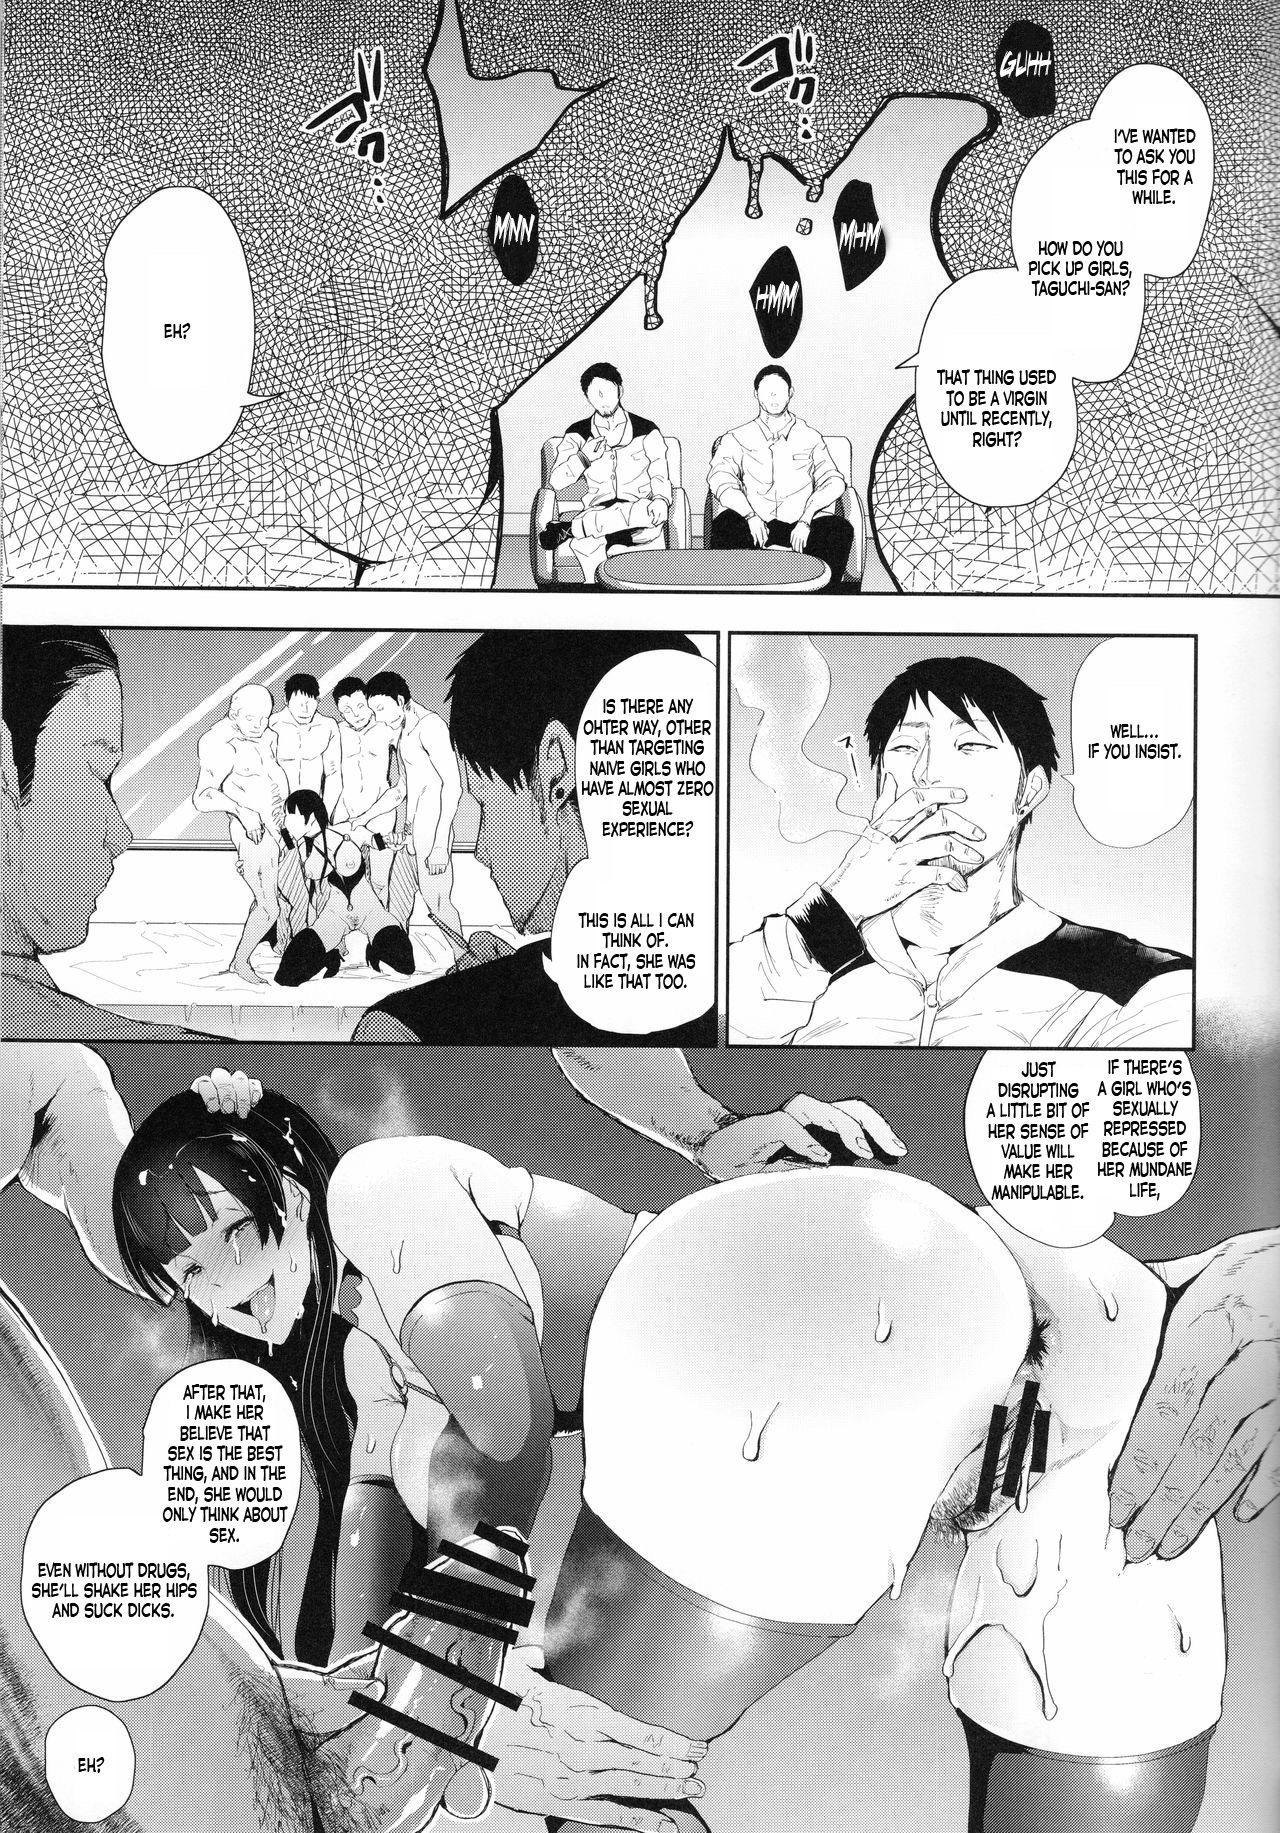 GUHH
I'VE WANTED
TO ASK YOU
THIS FOR A
WHILE.
HOW DO YOU
PICK UP GIRLS,
TAGUCHI-SAN?
THAT THING USED
TO BE A VIRGIN
UNTIL RECENTLY,
RIGHT?
ゴク
MHM
HMM
MNN
ゴク
EH?
WELL...
IF YOU INSIST.
IS THERE ANY
OHTER WAY, OTHER
THAN TARGETING
NAIVE GIRLS WHO
HAVE ALMOST ZERO
SEXUAL
EXPERIENCE?
THIS IS ALL I CAN
THINK OF.
IN FACT, SHE WAS
LIKE THAT TOO.
IF THERE'S
A GIRL WHO'S
SEXUALLY
REPRESSED
BECAUSE OF
HER MUNDANE
LIFE,
JUST
DISRUPTING
A LITTLE BIT OF
HER SENSE OF
VALUE WILL
MAKE HER
MANIPULABLE.
AFTER THAT,
I MAKE HER
BELIEVE THAT
SEX IS THE BEST
THING, AND IN THE
END, SHE WOULD
ONLY THINK ABOUT
SEX.
EVEN WITHOUT DRUGS,
SHE'LL SHAKE HER HIPS
AND SUCK DICKS.
EH?